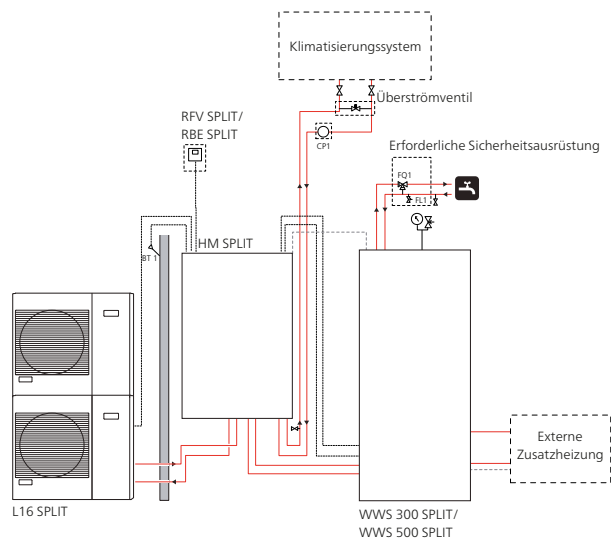 Klimatisierungssystem
Überströmventil
RFV SPLIT/
RBE SPLIT
CP1
Erforderliche Sicherheitsausrüstung
FQ1
FL1
BT 1
HM SPLIT
Externe
Zusatzheizung
L16 SPLIT
WWS 300 SPLIT/
WWS 500 SPLIT